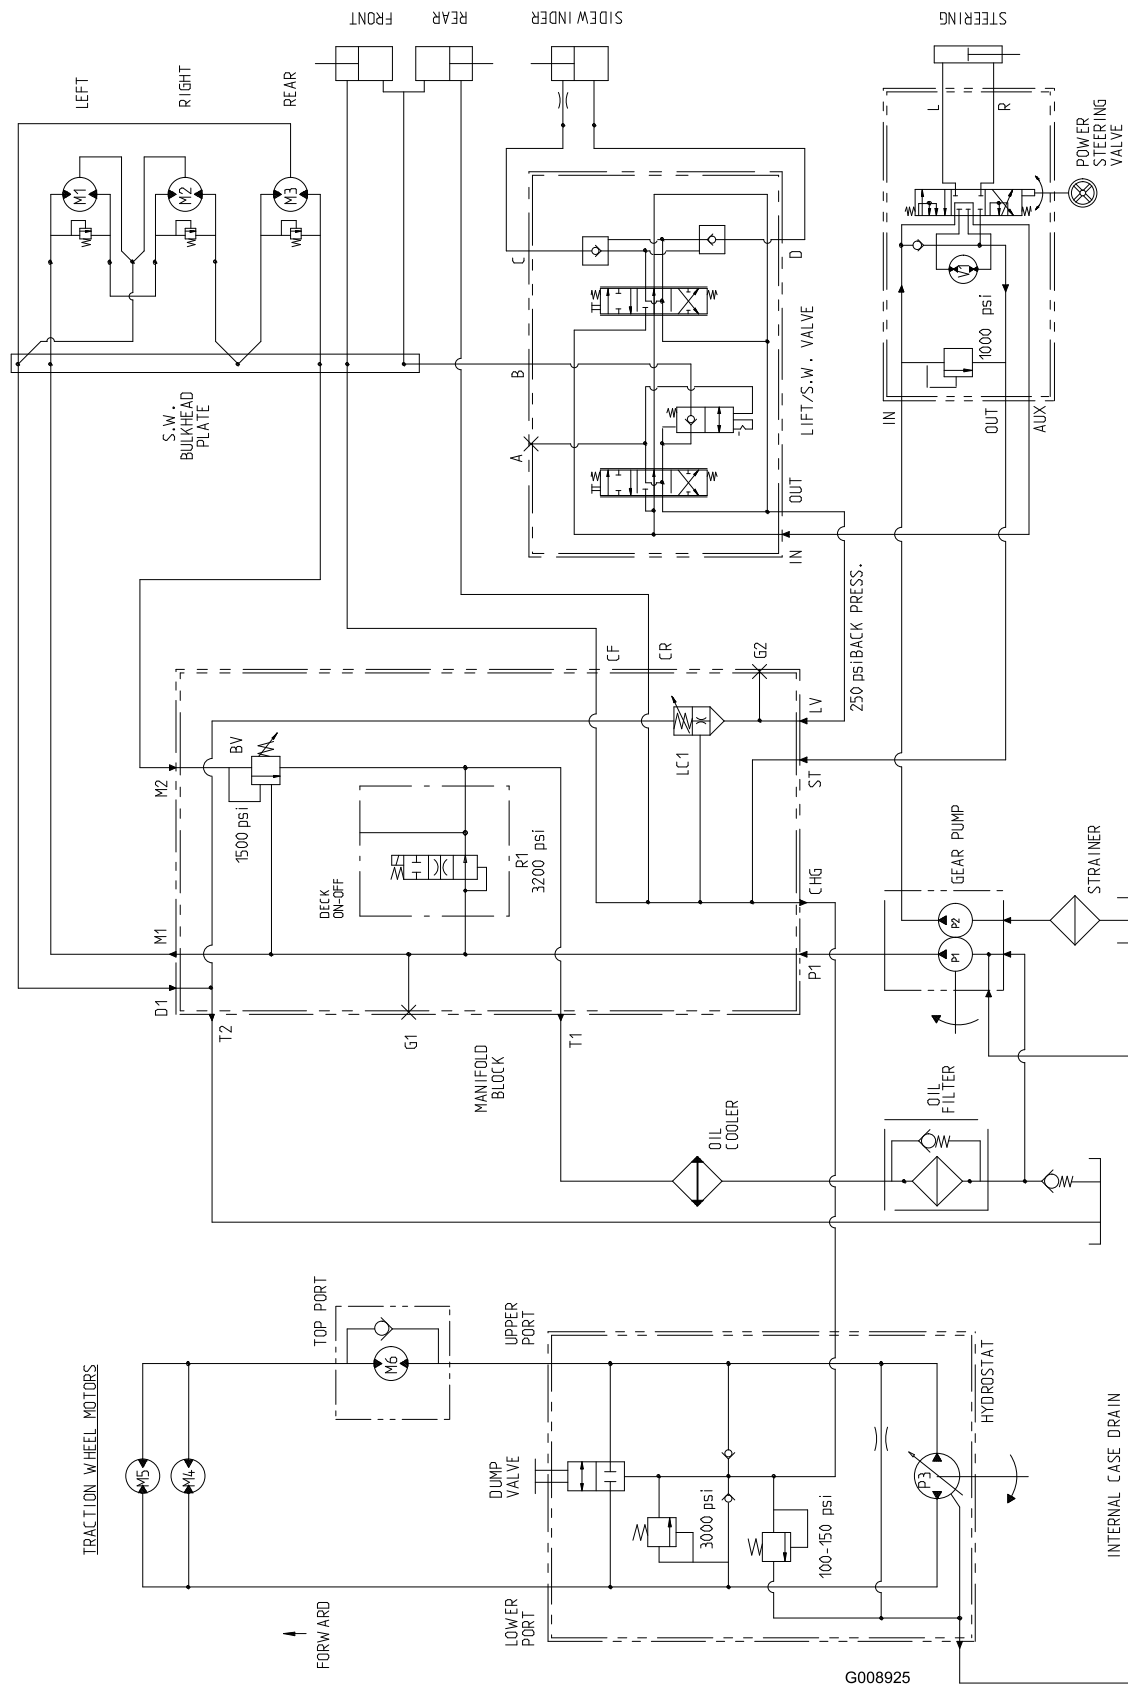 FRONT
REAR
SIDEWINDER
STEERING
LEFT
RIGHT
REAR
M1
M2
M3
S.W.
BULKHEAD
PLATE
L
R
POWER
STEERING
VALVE
V1
1000 psi
IN
OUT
AUX
C
D
B
A
LIFT/S.W. VALVE
OUT
IN
250 psi BACK PRESS.
CF
CR
G2
LV
ST
LC1
M2
BV
1500 psi
DECK
ON-OFF
R1
3200 psi
CHG
M1
P1
D1
T2
G1
T1
MANIFOLD
BLOCK
GEAR PUMP
P2
P1
STRAINER
OIL
FILTER
OIL
COOLER
TRACTION WHEEL MOTORS
M5
M4
TOP PORT
M6
UPPER
PORT
DUMP
VALVE
3000 psi
100-150 psi
P3
HYDROSTAT
LOWER
PORT
FORWARD
INTERNAL CASE DRAIN
G008925